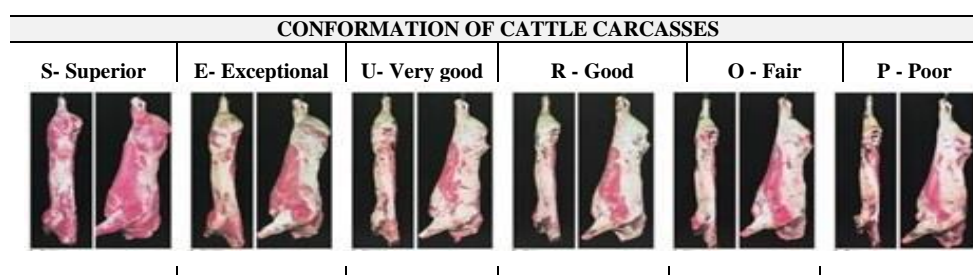 CONFORMATION OF CATTLE CARCASSES
S- Superior E- Exceptional U- Very good R - Good O - Fair P - Poor